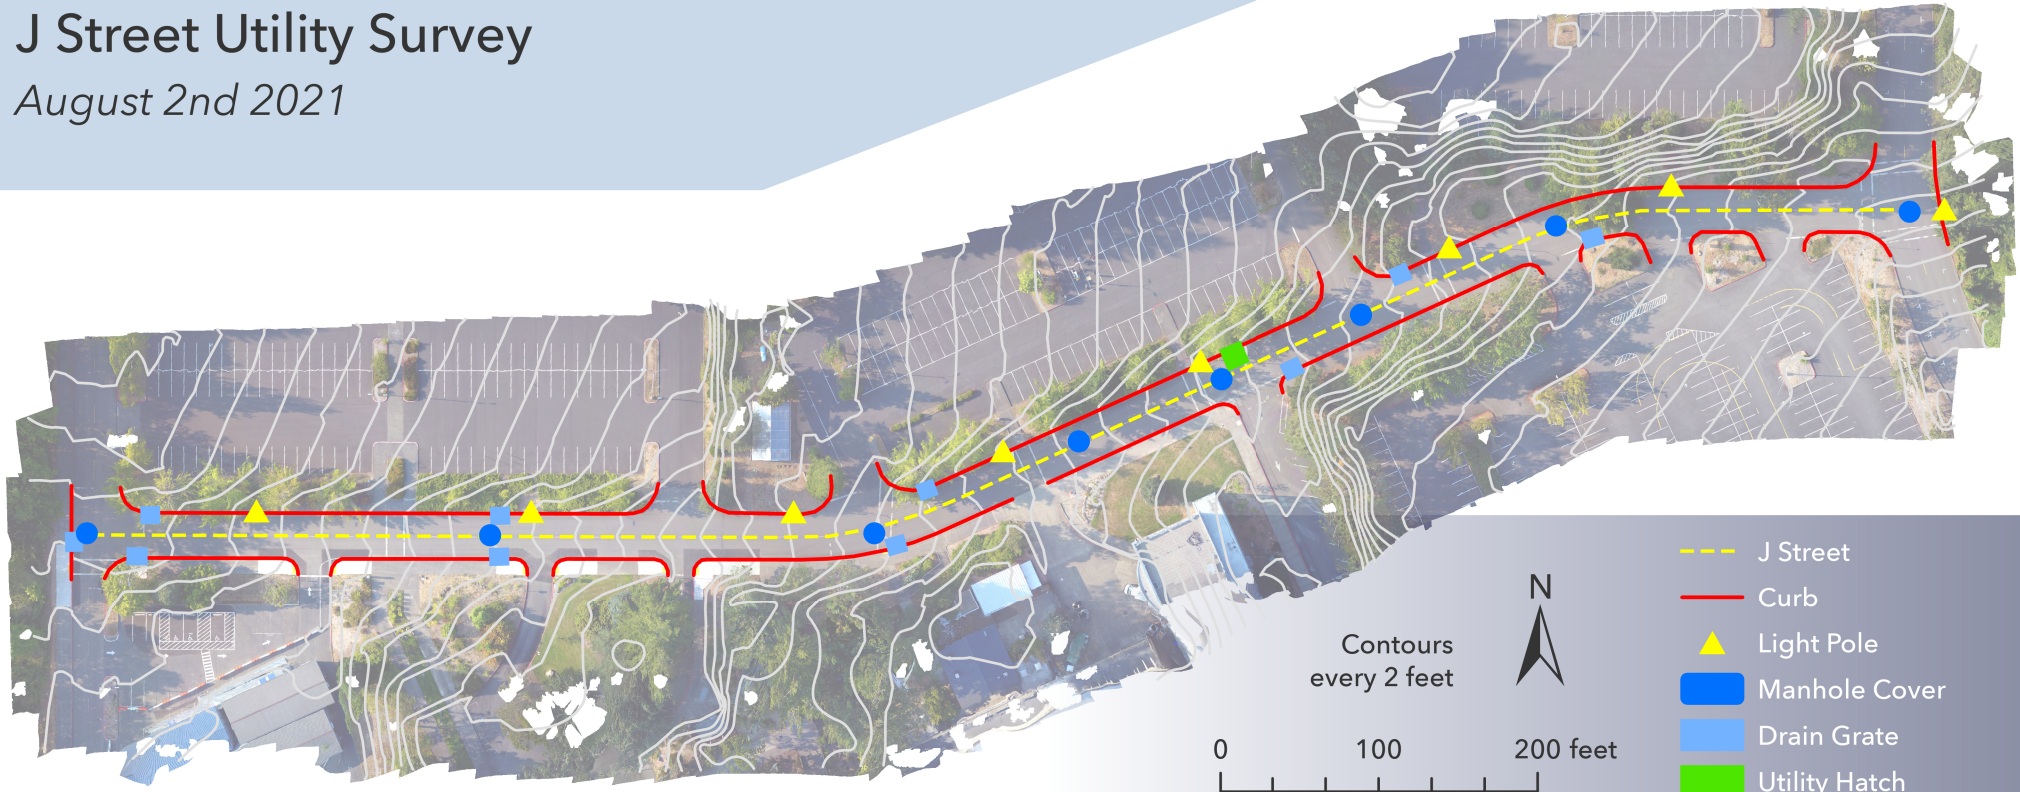 J Street Utility Survey
August 2nd 2021
J Street
Curb
Light Pole
Manhole Cover
Drain Grate
Utility Hatch
Contours
every 2 feet
N
0 100 200 feet